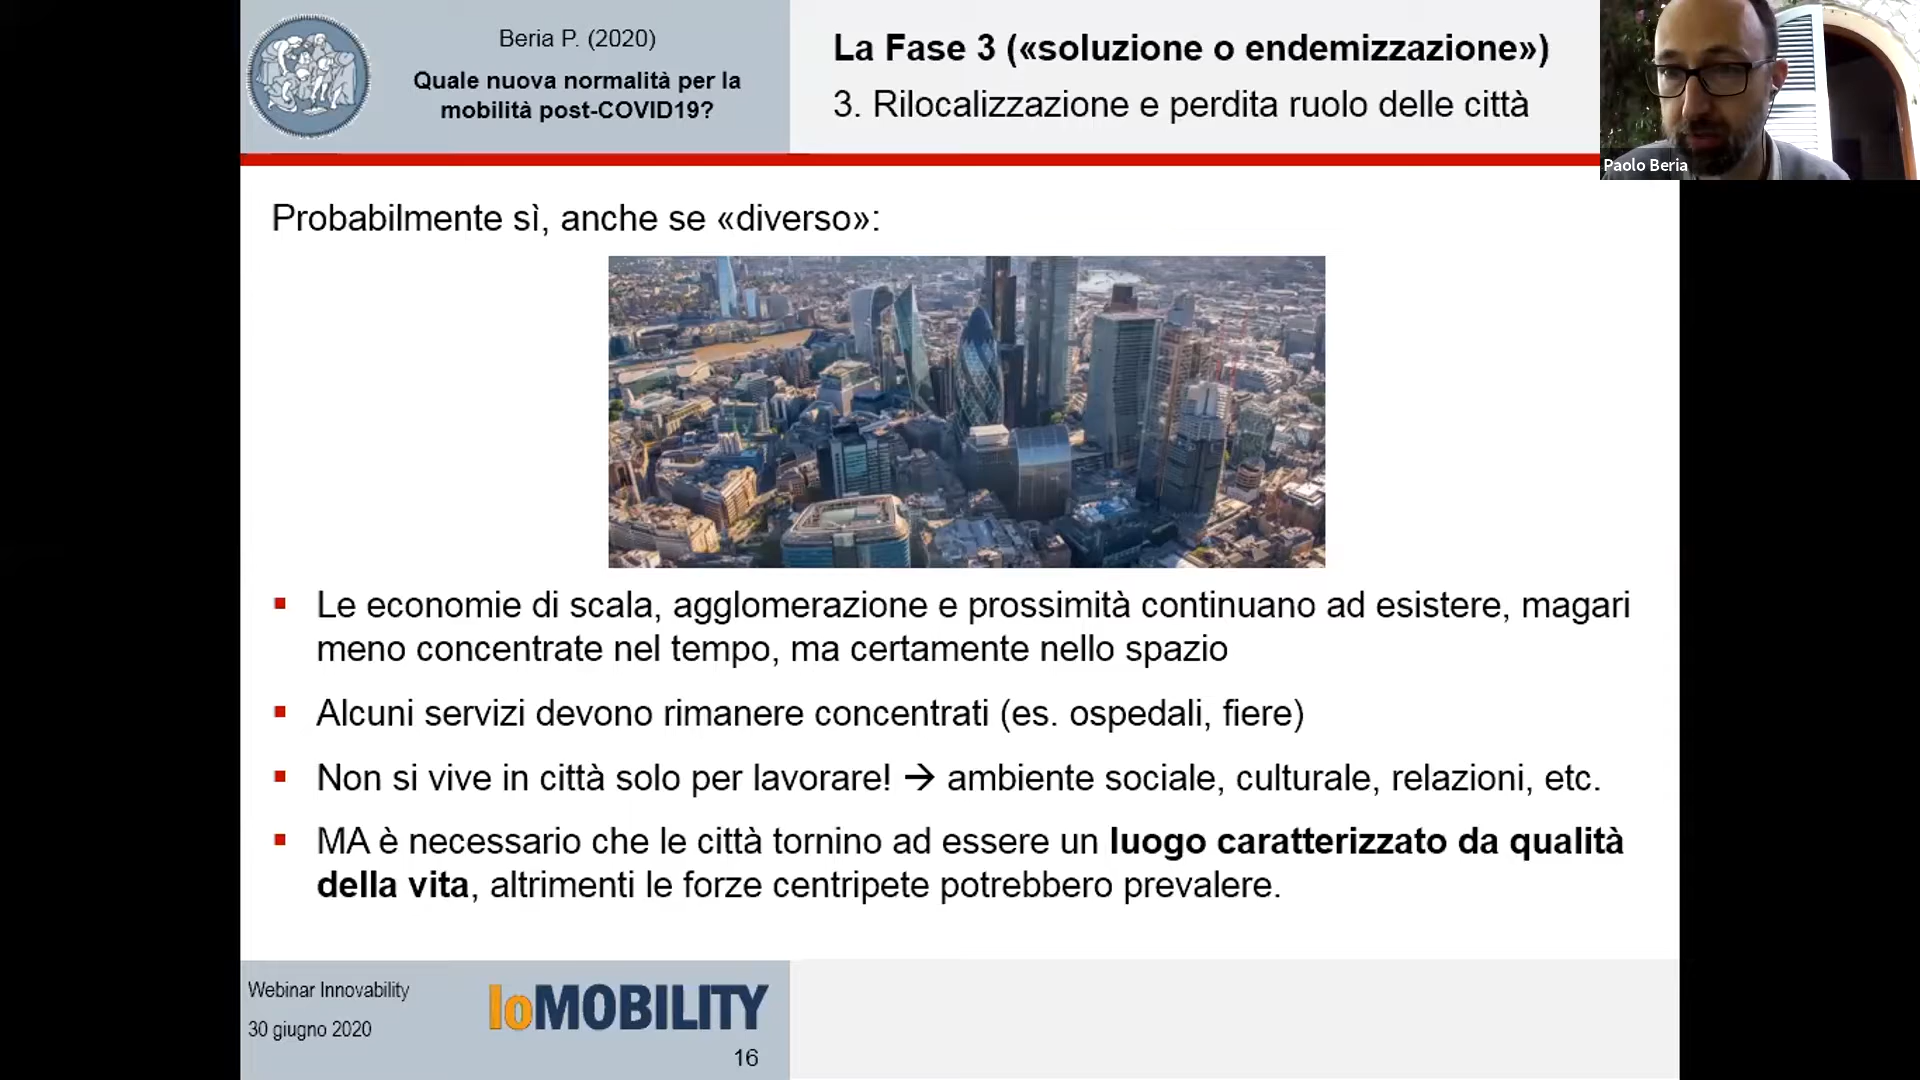 Beria P. (2020)
Quale nuova normalità per la
mobilità post-COVID19?
La Fase 3 («soluzione o endemizzazione»)
3. Rilocalizzazione e perdita ruolo delle città
Paolo Beria
Probabilmente sì, anche se «diverso»:
▪ Le economie di scala, agglomerazione e prossimità continuano ad esistere, magari
meno concentrate nel tempo, ma certamente nello spazio
▪ Alcuni servizi devono rimanere concentrati (es. ospedali, fiere)
▪ Non si vive in città solo per lavorare! → ambiente sociale, culturale, relazioni, etc.
▪ MA è necessario che le città tornino ad essere un luogo caratterizzato da qualità
della vita, altrimenti le forze centripete potrebbero prevalere.
Webinar Innovability
30 giugno 2020
IoMOBILITY
16